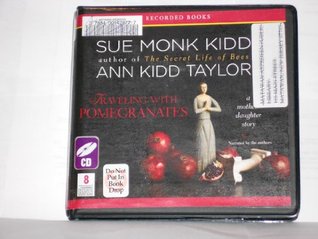 RECORDED BOOKS
SUE MONK KIDD
author of The Secret Life of Bees
ANN KIDD TAYLOR
TRAVELING WITH
POMEGRANATES
a
mother
daughter
story
Narrated by the authors
CD
8
Do Not
Put In
Book
Drop